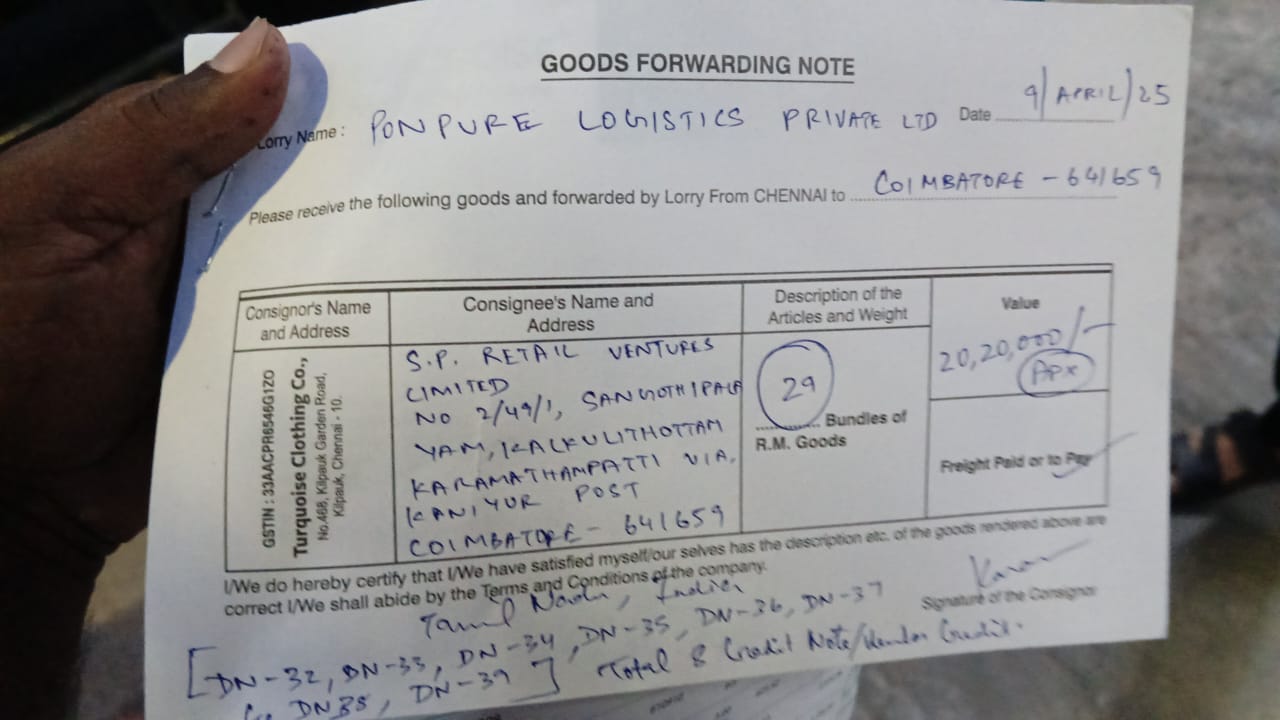 GOODS FORWARDING NOTE
Lorry Name : PONPURE LOGISTICS PRIVATE LTD Date 9/APRIL/25
Please receive the following goods and forwarded by Lorry From CHENNAI to COIMBATORE - 641659
Consignor's Name and Address
Consignee's Name and Address
Description of the Articles and Weight
Value
GSTIN : 33AACPR6546G1ZO
Turquoise Clothing Co.,
No.468, Kilpauk Garden Road,
Kilpauk, Chennai - 10.
S.P. RETAIL VENTURES
LIMITED
NO 2/49/1, SANGOTHIPALA
YAM, KALKULITHOTTAM
KARAMATHAMPATTI VIA,
KANIYUR POST
COIMBATORE - 641659
29
Bundles of
R.M. Goods
20,20,000/-
Apx
Freight Paid or to Pay
I/We do hereby certify that I/We have satisfied myself/our selves has the description etc. of the goods rendered above are
correct I/We shall abide by the Terms and Conditions of the company.
Signature of the Consignor
Tamil Nadu, India
[DN-32, DN-33, DN-34, DN-35, DN-36, DN-37
DN38, DN-39] Total 8 Credit Note/Vendor Credit.